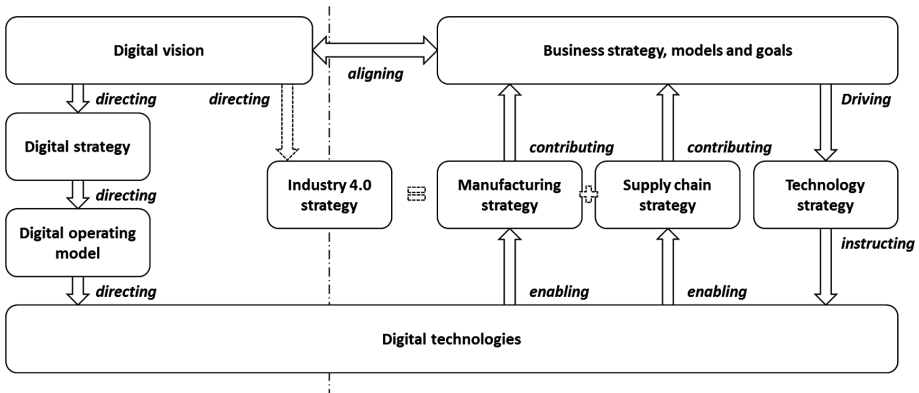 Digital vision
Business strategy, models and goals
aligning
directing
directing
contributing
contributing
Driving
Digital strategy
Industry 4.0
strategy
Manufacturing
strategy
Supply chain
strategy
Technology
strategy
directing
Digital operating
model
instructing
directing
enabling
enabling
Digital technologies